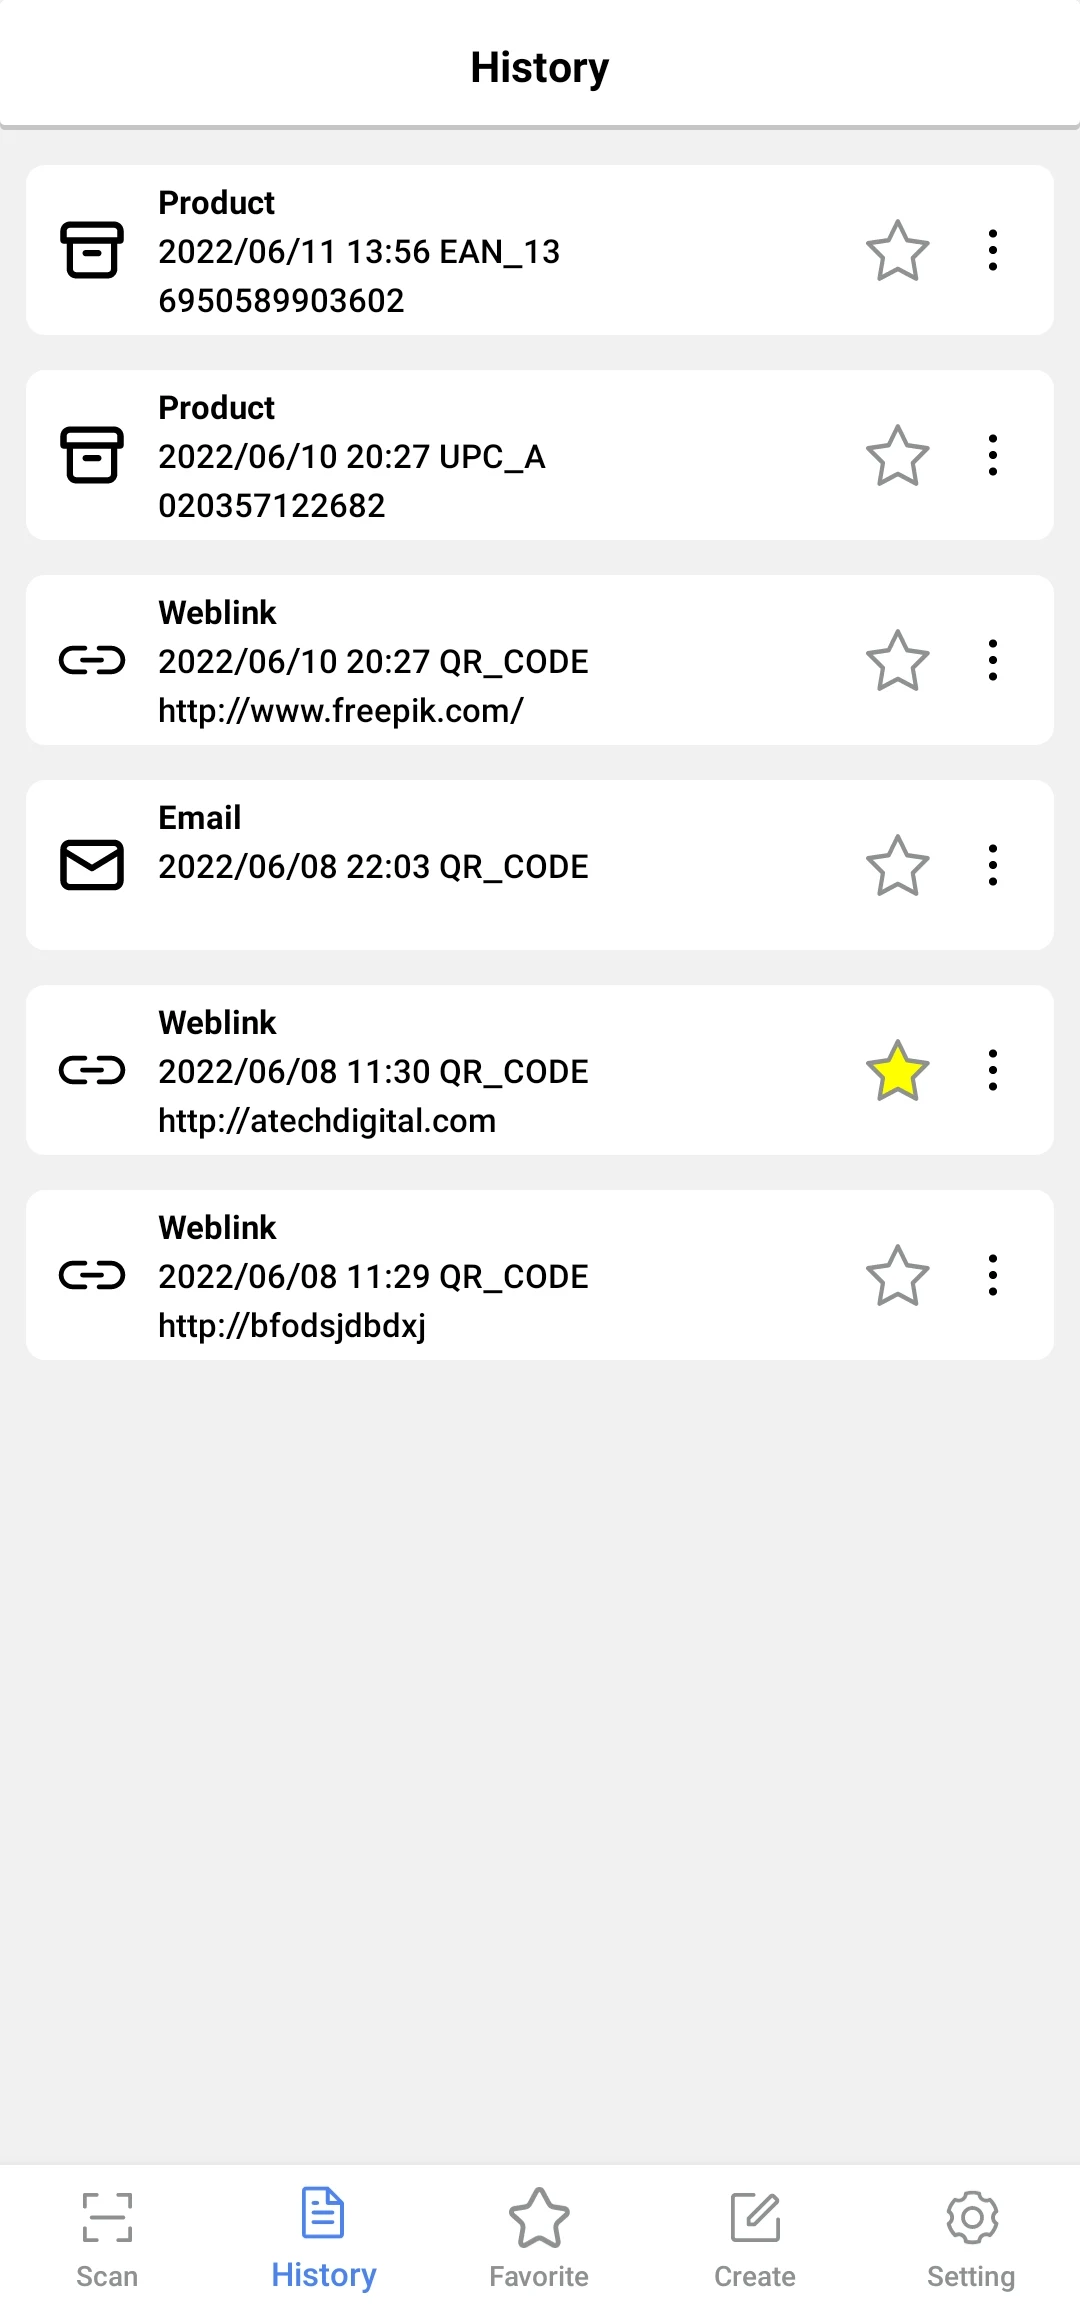 History
Product
2022/06/11 13:56 EAN_13
6950589903602
Product
2022/06/10 20:27 UPC_A
020357122682
Weblink
2022/06/10 20:27 QR_CODE
http://www.freepik.com/
Email
2022/06/08 22:03 QR_CODE
Weblink
2022/06/08 11:30 QR_CODE
http://atechdigital.com
Weblink
2022/06/08 11:29 QR_CODE
http://bfodsjdbdxj
Scan
History
Favorite
Create
Setting